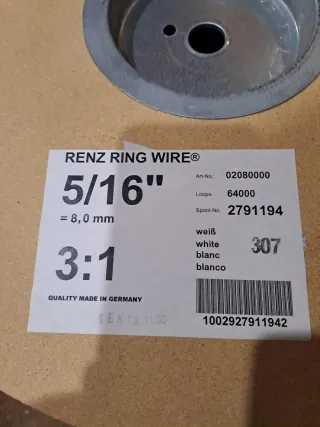 RENZ RING WIRE®
5/16"
= 8,0 mm
3:1
QUALITY MADE IN GERMANY
Art-No.: 02080000
Loops: 64000
Spool-No. 2791194
weiß
white
blanc
blanco
307
1002927911942